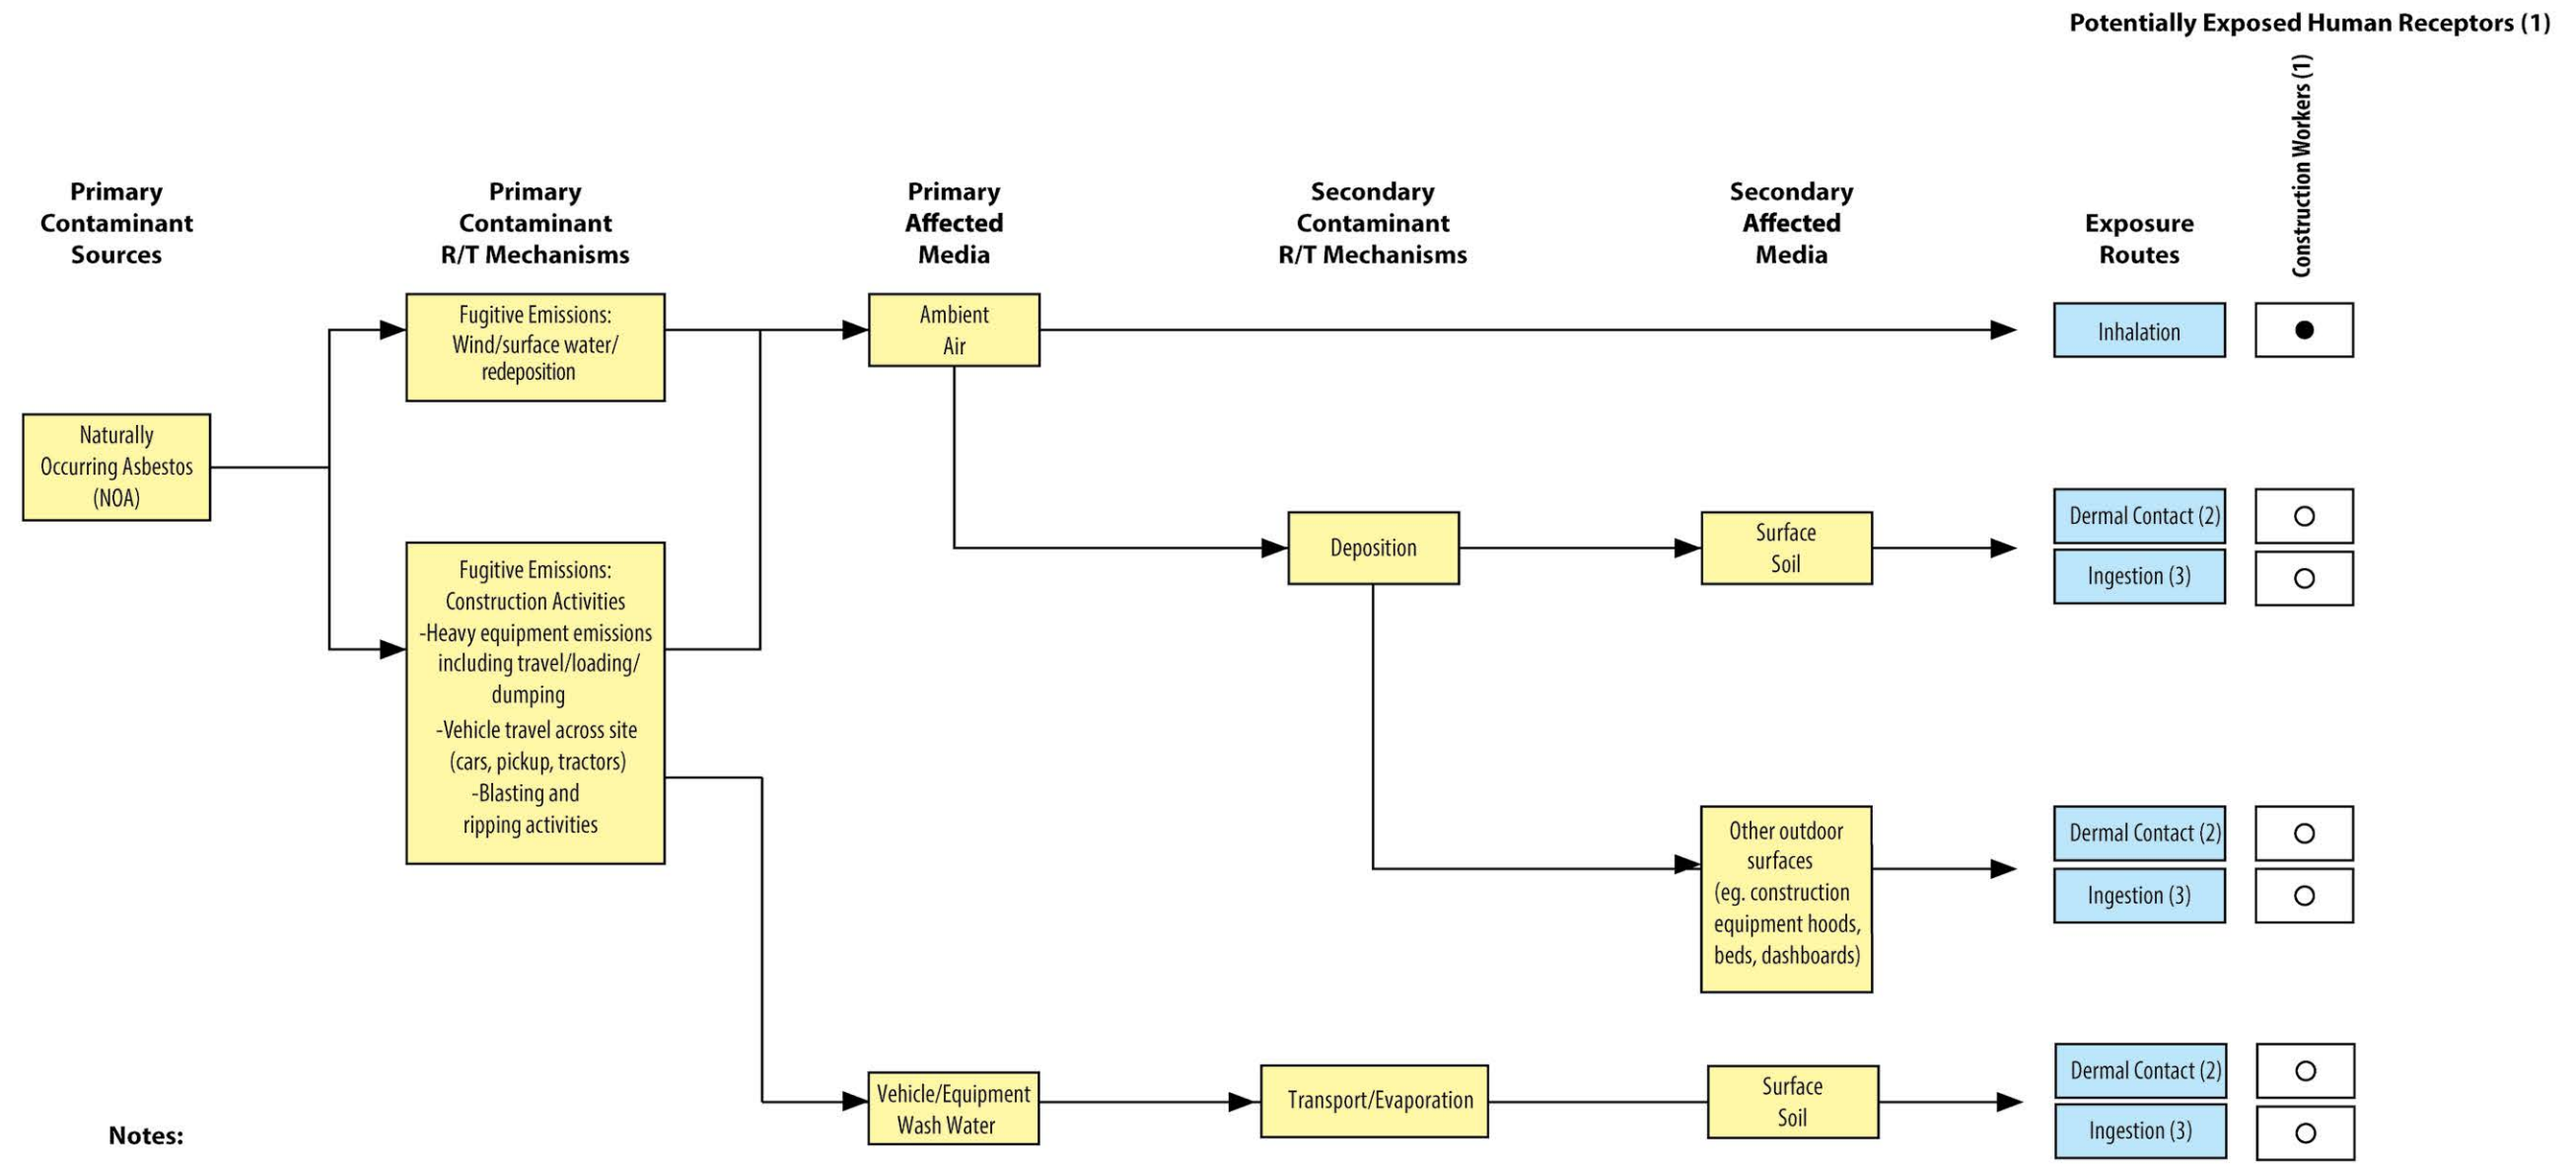 Potentially Exposed Human Receptors (1)
Construction Workers (1)
Primary
Contaminant
Sources
Primary
Contaminant
R/T Mechanisms
Primary
Affected
Media
Secondary
Contaminant
R/T Mechanisms
Secondary
Affected
Media
Exposure
Routes
Naturally
Occurring Asbestos
(NOA)
Fugitive Emissions:
Wind/surface water/
redeposition
Ambient
Air
Inhalation
Fugitive Emissions:
Construction Activities
-Heavy equipment emissions
including travel/loading/
dumping
-Vehicle travel across site
(cars, pickup, tractors)
-Blasting and
ripping activities
Deposition
Surface
Soil
Dermal Contact (2)
Ingestion (3)
Other outdoor
surfaces
(eg. construction
equipment hoods,
beds, dashboards)
Dermal Contact (2)
Ingestion (3)
Vehicle/Equipment
Wash Water
Transport/Evaporation
Surface
Soil
Dermal Contact (2)
Ingestion (3)
Notes: